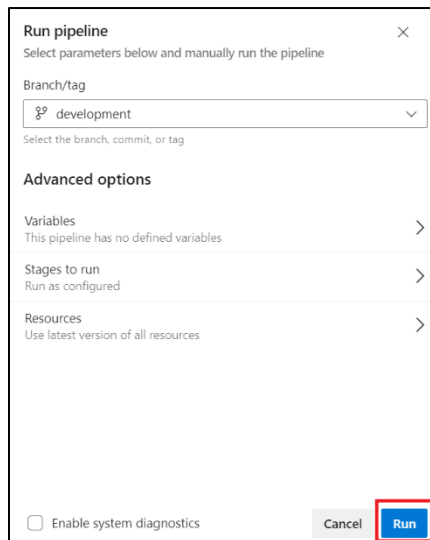 Run pipeline
Select parameters below and manually run the pipeline
Branch/tag
development
Select the branch, commit, or tag
Advanced options
Variables
This pipeline has no defined variables
Stages to run
Run as configured
Resources
Use latest version of all resources
Enable system diagnostics
Cancel
Run